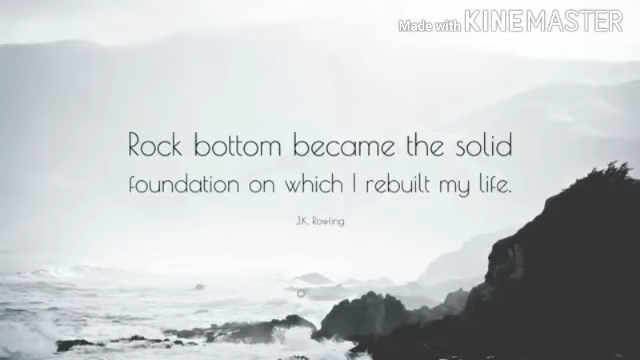 Made with KINEMASTER
Rock bottom became the solid
foundation on which I rebuilt my life.
J.K. Rowling